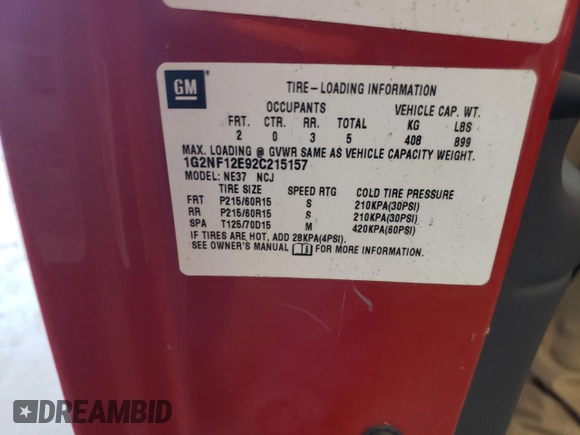 GM
TIRE-LOADING INFORMATION
OCCUPANTS VEHICLE CAP. WT.
FRT. CTR. RR. TOTAL KG LBS
2 0 3 5 408 899
MAX. LOADING @ GVWR SAME AS VEHICLE CAPACITY WEIGHT.
1G2NF12E92C215157
MODEL: NE37 NCJ
TIRE SIZE SPEED RTG COLD TIRE PRESSURE
FRT P215/60R15 S 210KPA(30PSI)
RR P215/60R15 S 210KPA(30PSI)
SPA T125/70D15 M 420KPA(60PSI)
IF TIRES ARE HOT, ADD 28KPA(4PSI).
SEE OWNER'S MANUAL FOR MORE INFORMATION.
DREAMBID